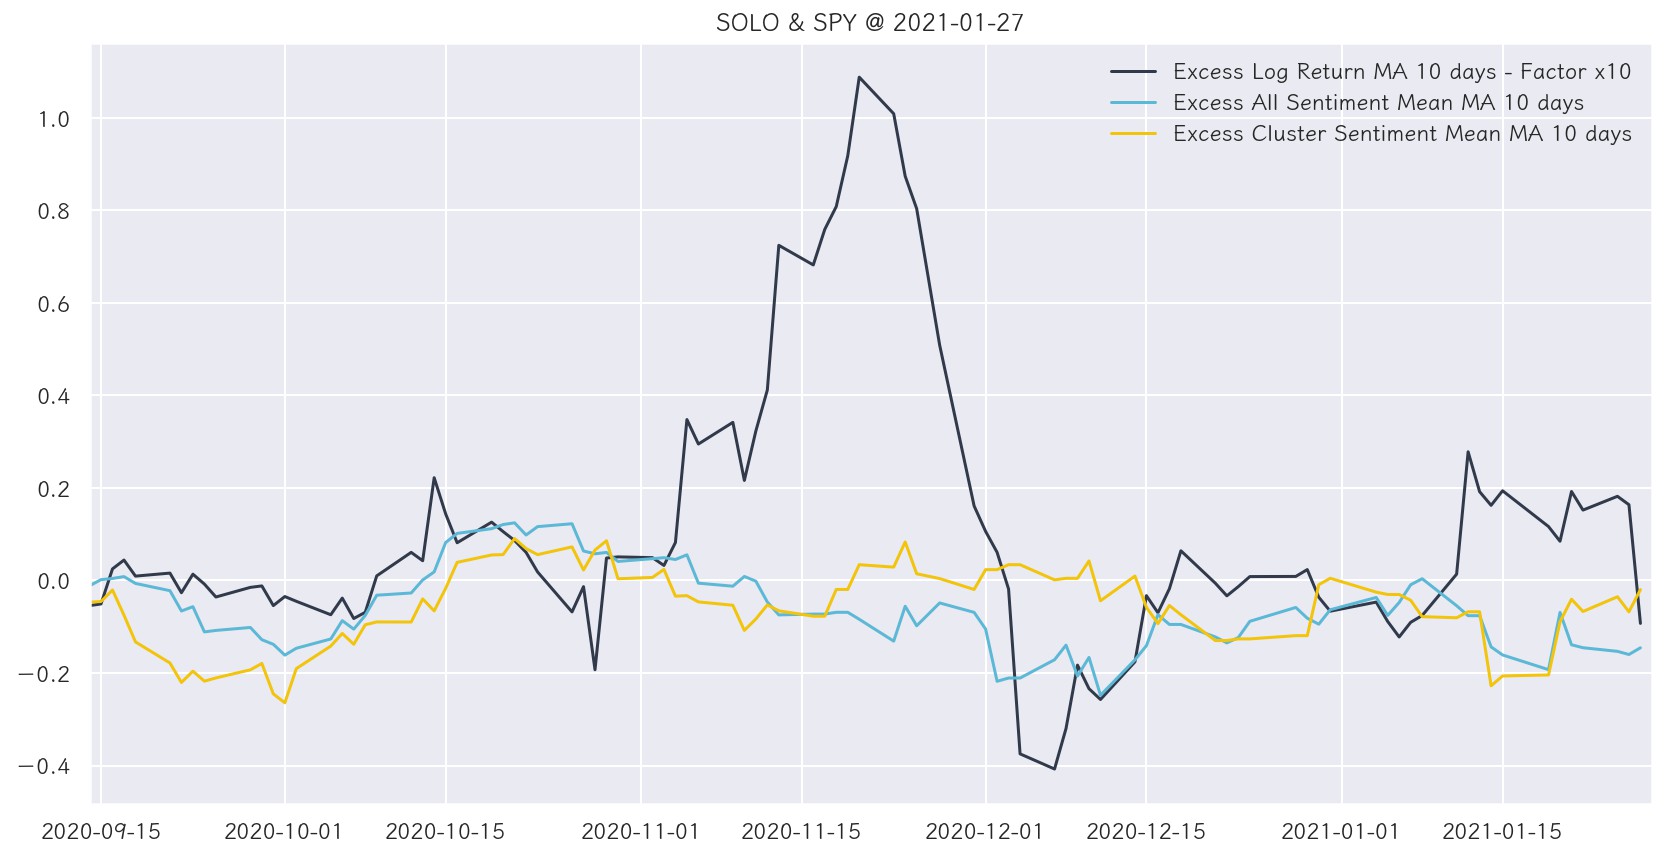 SOLO & SPY @ 2021-01-27
Excess Log Return MA 10 days - Factor x10
Excess All Sentiment Mean MA 10 days
Excess Cluster Sentiment Mean MA 10 days
1.0
0.8
0.6
0.4
0.2
0.0
−0.2
−0.4
2020-09-15 2020-10-01 2020-10-15 2020-11-01 2020-11-15 2020-12-01 2020-12-15 2021-01-01 2021-01-15